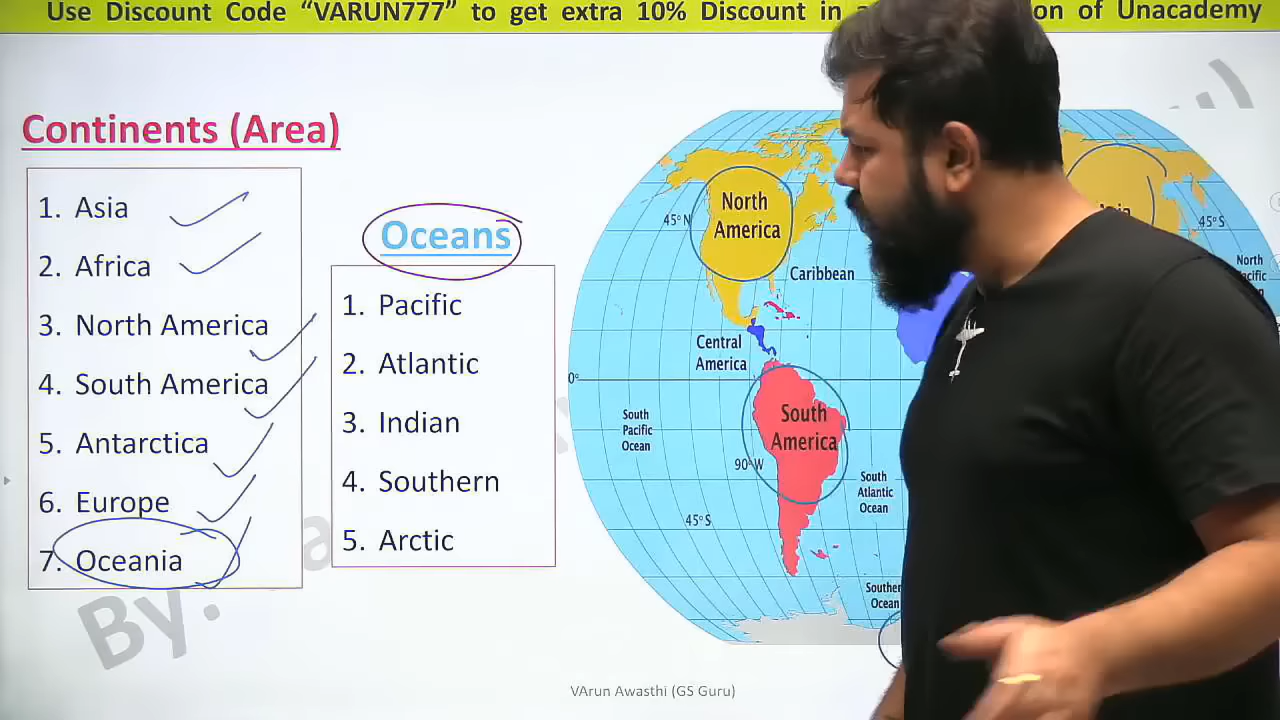 Use Discount Code “VARUN777” to get extra 10% Discount in
on of Unacademy
Continents (Area)
1. Asia
2. Africa
3. North America
4. South America
5. Antarctica
6. Europe
7. Oceania
Oceans
1. Pacific
2. Atlantic
3. Indian
4. Southern
5. Arctic
North
America
45° N
Caribbean
Central
America
0°
South
Pacific
Ocean
South
America
90° W
South
Atlantic
Ocean
45° S
Southern
Ocean
Asia
45° S
North
By:
VArun Awasthi (GS Guru)